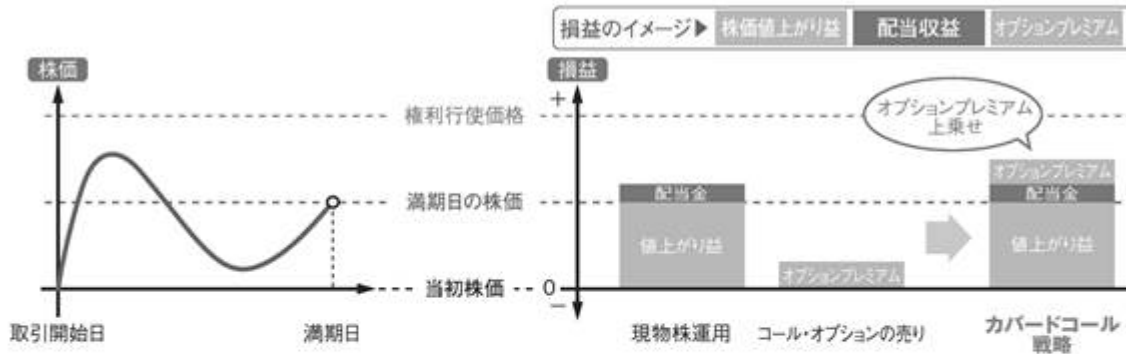 損益のイメージ▶ 株価値上がり益 配当収益 オプションプレミアム
株価
損益
+
権利行使価格
オプションプレミアム
上乗せ
オプションプレミアム
配当金
配当金
満期日の株価
値上がり益
値上がり益
オプションプレミアム
当初株価
0
−
取引開始日
満期日
現物株運用
コール・オプションの売り
カバードコール
戦略